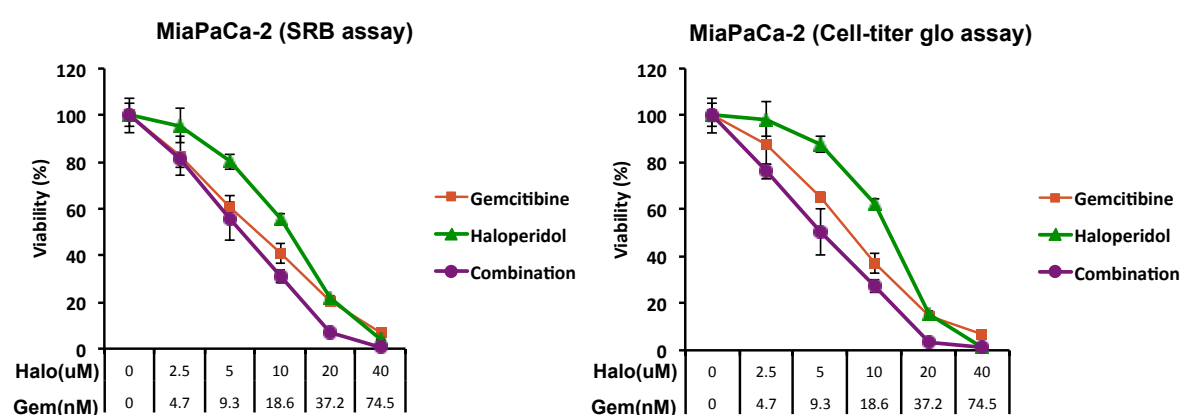 MiaPaCa-2 (SRB assay)
120
100
80
60
40
20
0
Viability (%)
Gemcitibine
Haloperidol
Combination
Halo(uM) 0 2.5 5 10 20 40
Gem(nM) 0 4.7 9.3 18.6 37.2 74.5
MiaPaCa-2 (Cell-titer glo assay)
120
100
80
60
40
20
0
Viability (%)
Gemcitibine
Haloperidol
Combination
Halo(uM) 0 2.5 5 10 20 40
Gem(nM) 0 4.7 9.3 18.6 37.2 74.5